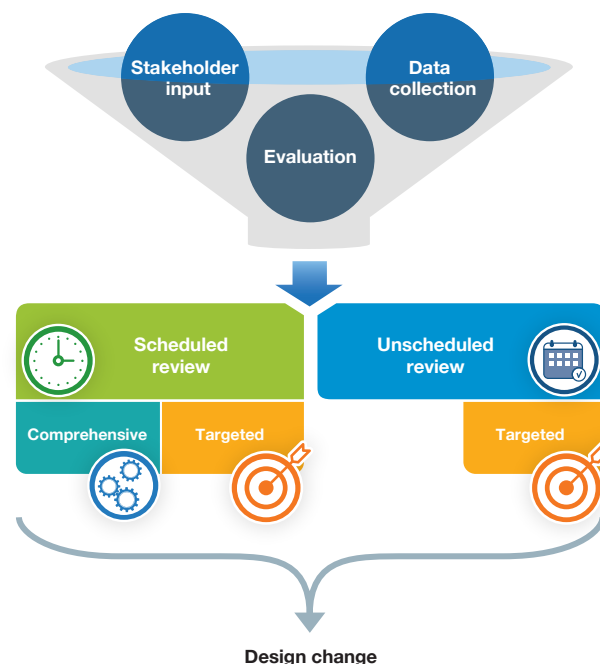 Stakeholder
input
Data
collection
Evaluation
Scheduled
review
Unscheduled
review
Comprehensive
Targeted
Targeted
Design change